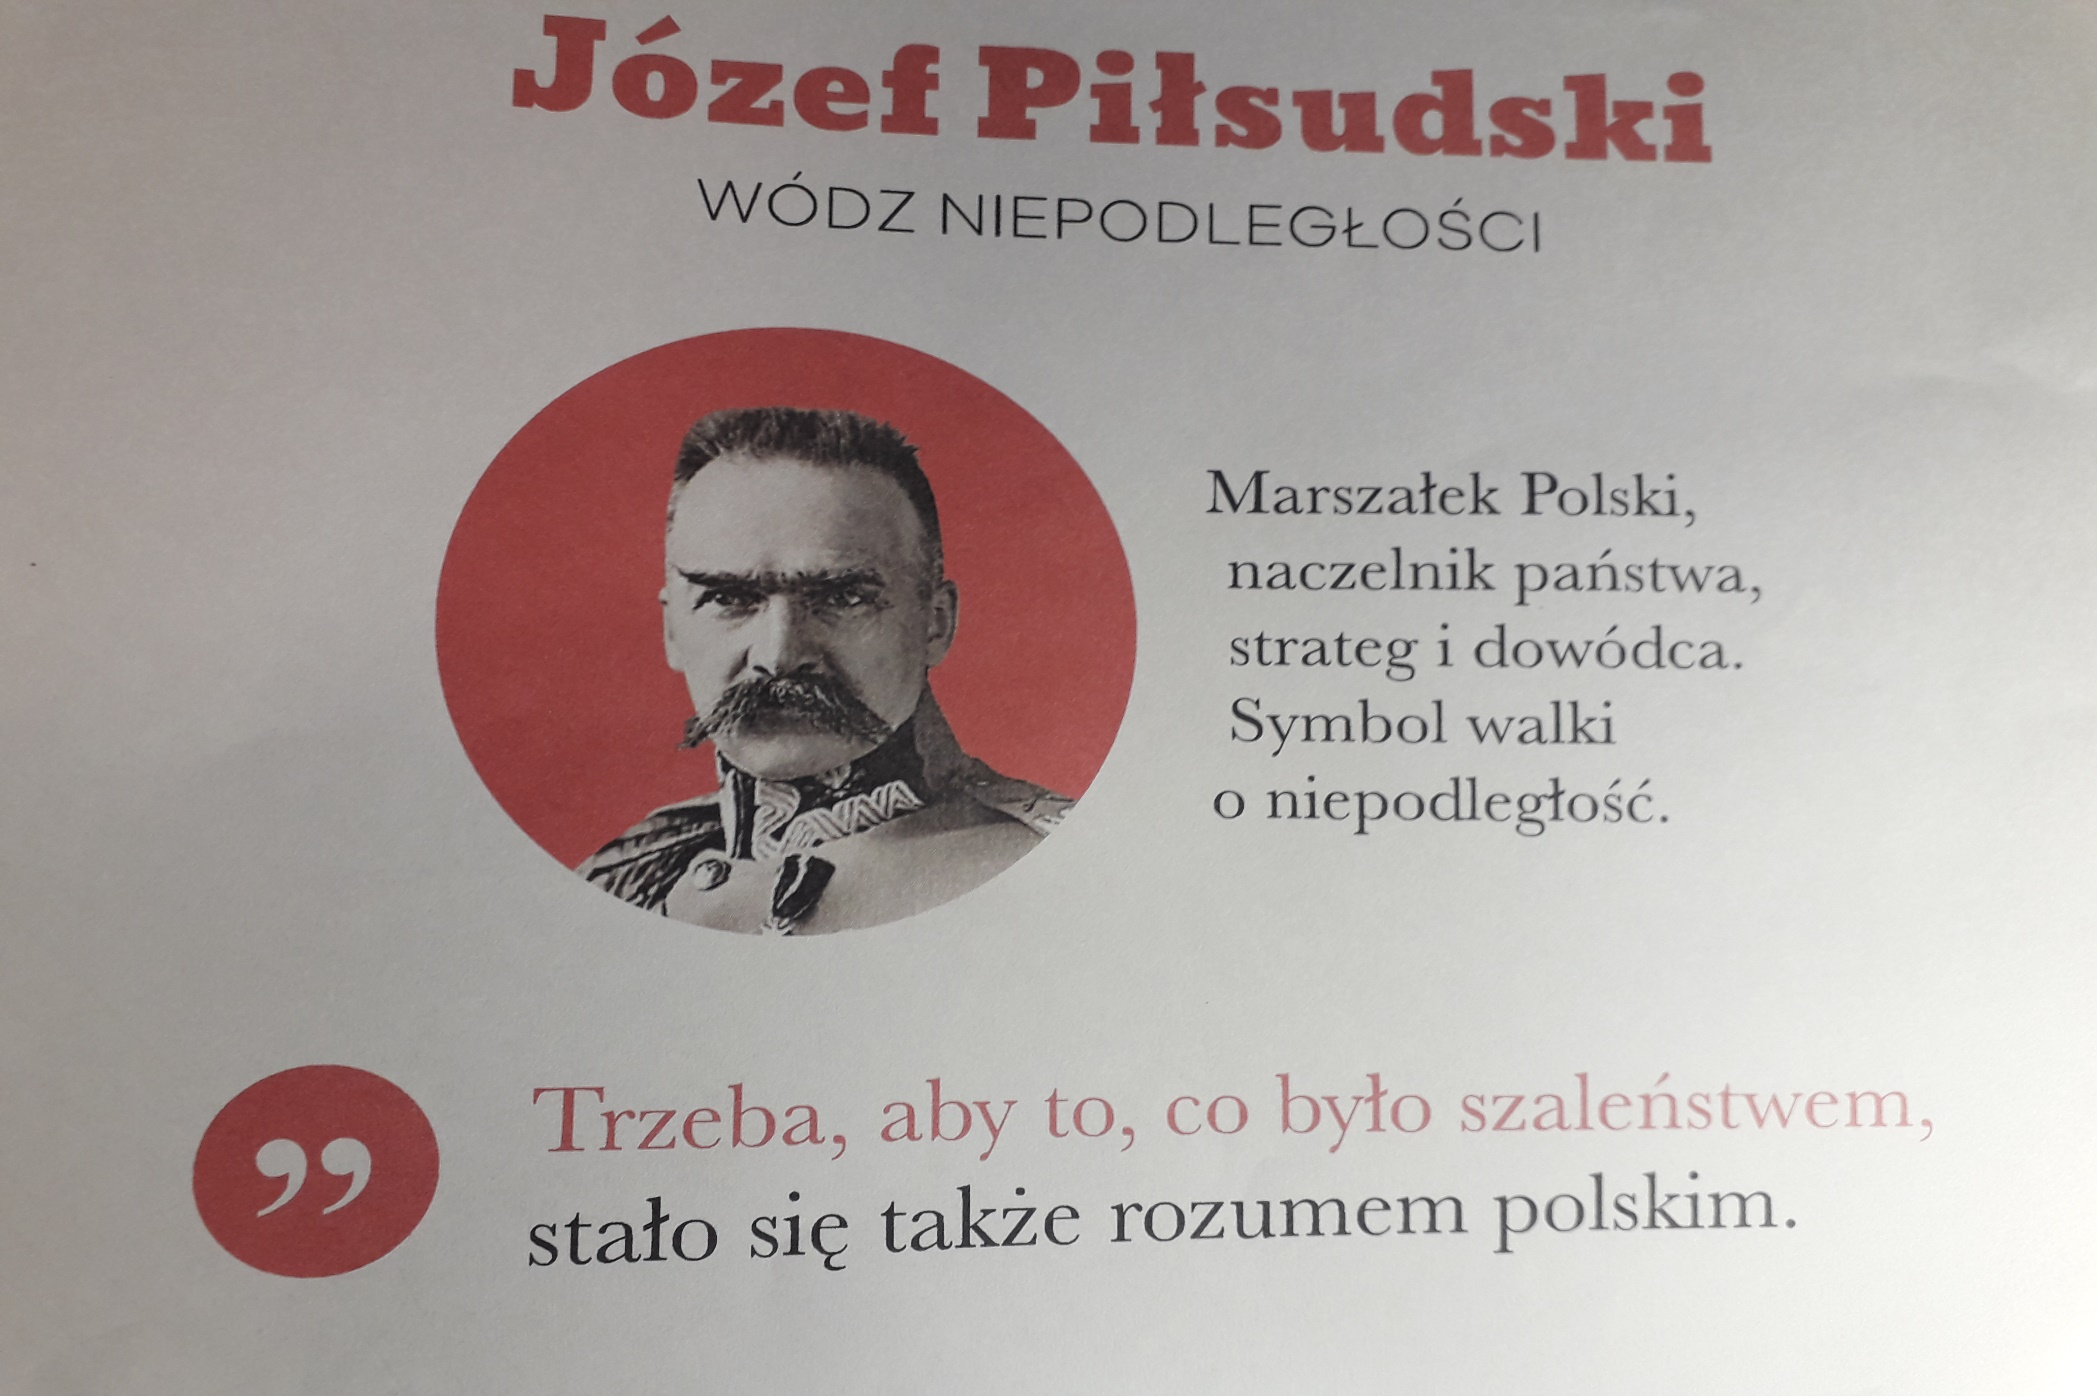 Józef Piłsudski
WÓDZ NIEPODLEGŁOŚCI
Marszałek Polski,
naczelnik państwa,
strateg i dowódca.
Symbol walki
o niepodległość.
” Trzeba, aby to, co było szaleństwem,
stało się także rozumem polskim.